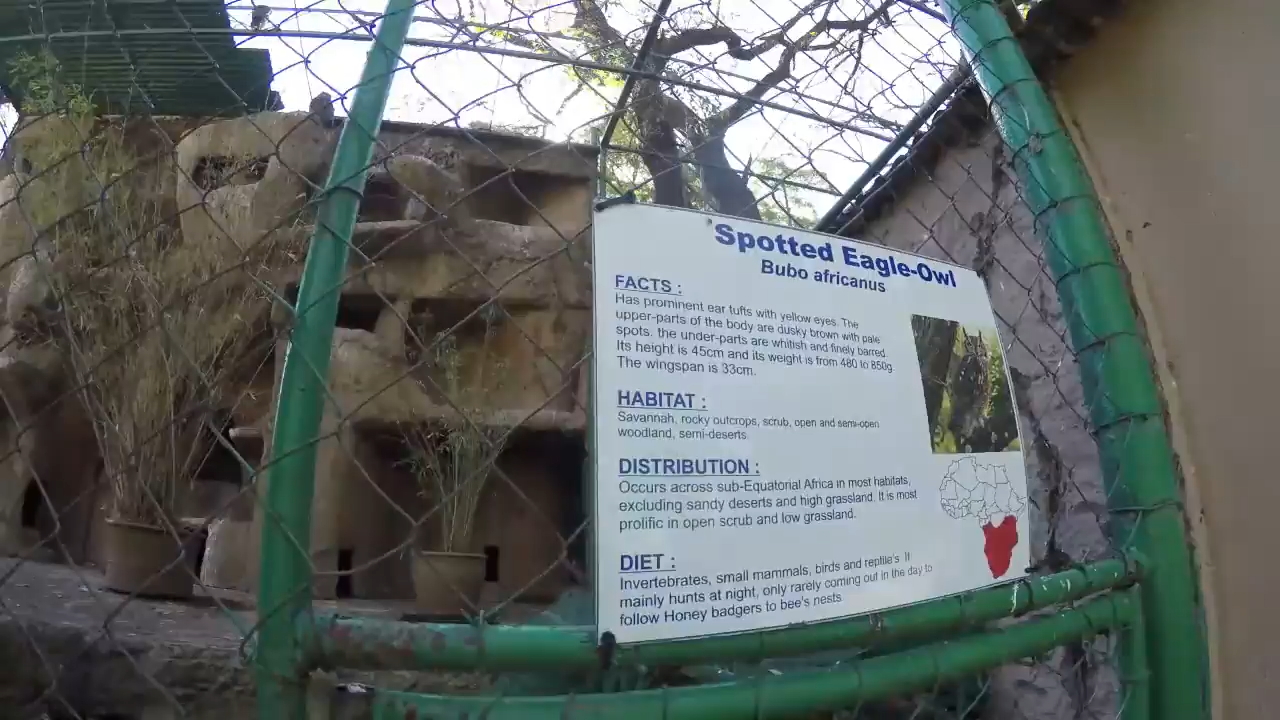 Spotted Eagle-Owl
Bubo africanus
FACTS :
Has prominent ear tufts with yellow eyes. The
upper-parts of the body are dusky brown with pale
spots. the under-parts are whitish and finely barred.
Its height is 45cm and its weight is from 480 to 850g.
The wingspan is 33cm.
HABITAT :
Savannah, rocky outcrops, scrub, open and semi-open
woodland, semi-deserts.
DISTRIBUTION :
Occurs across sub-Equatorial Africa in most habitats,
excluding sandy deserts and high grassland. It is most
prolific in open scrub and low grassland.
DIET :
Invertebrates, small mammals, birds and reptile's. It
mainly hunts at night, only rarely coming out in the day to
follow Honey badgers to bee's nests.